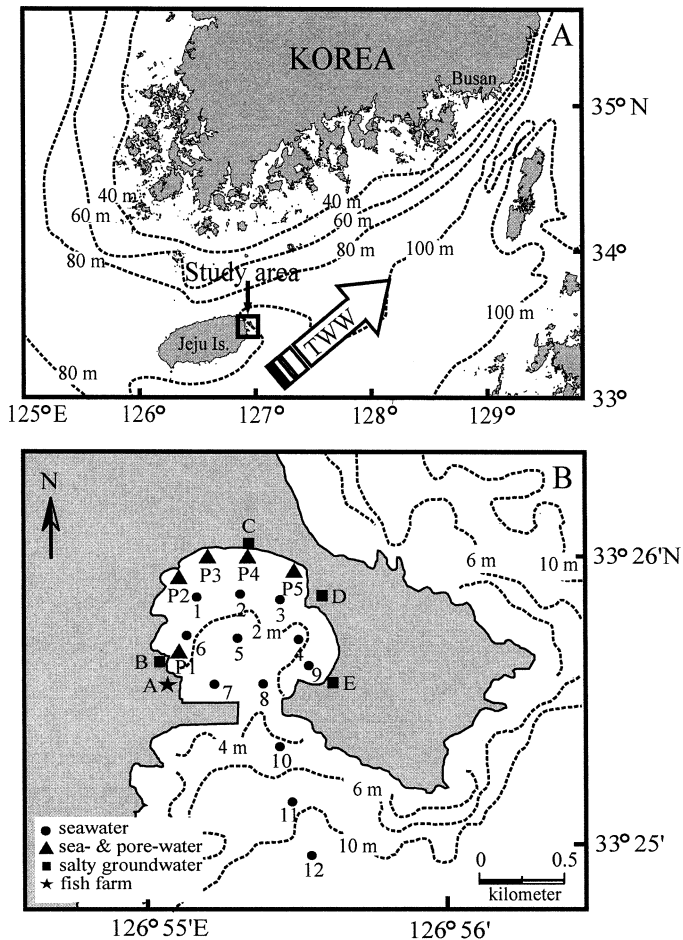 A
KOREA
Busan
35° N
40 m
40 m
60 m
60 m
80 m
80 m
100 m
34°
Study area
100 m
TWW
Jeju Is.
80 m
33°
125° E
126°
127°
128°
129°
B
N
C
6 m
10 m
33° 26'N
P3
P4
P5
P2
D
1
2
3
2 m
B
6
5
4
P1
9
A
7
8
E
4 m
10
6 m
11
10 m
33° 25'
12
seawater
sea- & pore-water
salty groundwater
fish farm
0
0.5
kilometer
126° 55'E
126° 56'